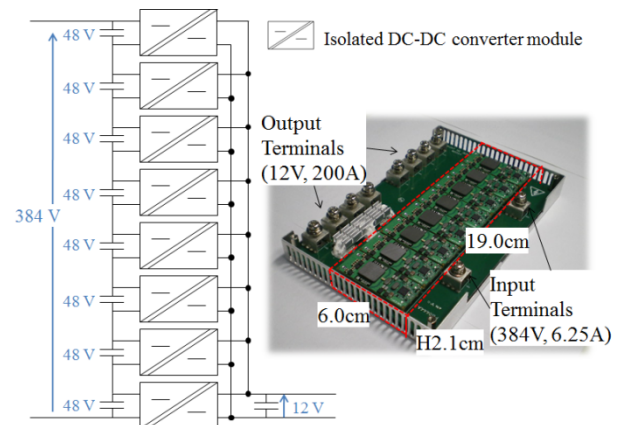 48 V
48 V
48 V
48 V
384 V
48 V
48 V
48 V
48 V
12 V
Isolated DC-DC converter module
Output
Terminals
(12V, 200A)
19.0cm
6.0cm
H2.1cm
Input
Terminals
(384V, 6.25A)